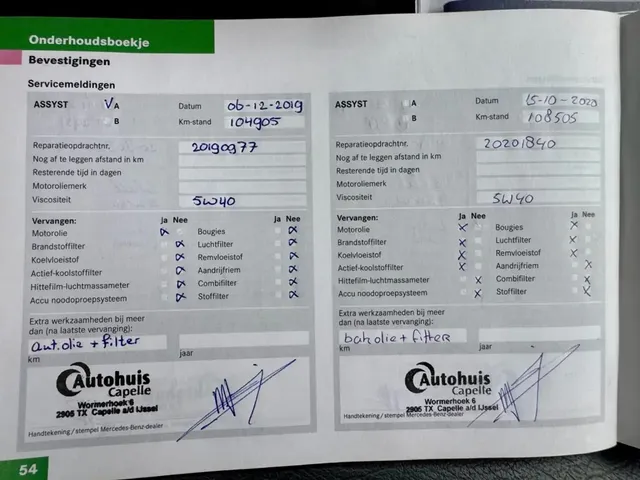 Onderhoudsboekje
Bevestigingen
Servicemeldingen
ASSYST V A Datum 06-12-2019
B Km-stand 104905
Reparatieopdrachtnr. 20190977
Nog af te leggen afstand in km
Resterende tijd in dagen
Motoroliemerk
Viscositeit 5W40
Vervangen: Ja Nee Ja Nee
Motorolie Bougies
Brandstoffilter Luchtfilter
Koelvloeistof Remvloeistof
Actief-koolstoffilter Aandrijfriem
Hittefilm-luchtmassameter Combifilter
Accu noodoproepsysteem Stoffilter
Extra werkzaamheden bij meer
dan (na laatste vervanging):
aut.olie + filter
km jaar
Autohuis
Capelle
Wormerhoek 6
2905 TX Capelle a/d IJssel
Handtekening / stempel Mercedes-Benz-dealer
54
ASSYST A Datum 15-10-2020
B Km-stand 108505
Reparatieopdrachtnr. 20201840
Nog af te leggen afstand in km
Resterende tijd in dagen
Motoroliemerk
Viscositeit 5W40
Vervangen: Ja Nee Ja Nee
Motorolie Bougies
Brandstoffilter Luchtfilter
Koelvloeistof Remvloeistof
Actief-koolstoffilter Aandrijfriem
Hittefilm-luchtmassameter Combifilter
Accu noodoproepsysteem Stoffilter
Extra werkzaamheden bij meer
dan (na laatste vervanging):
bak olie + filter
km jaar
Autohuis
Capelle
Wormerhoek 6
2905 TX Capelle a/d IJssel
Handtekening / stempel Mercedes-Benz-dealer